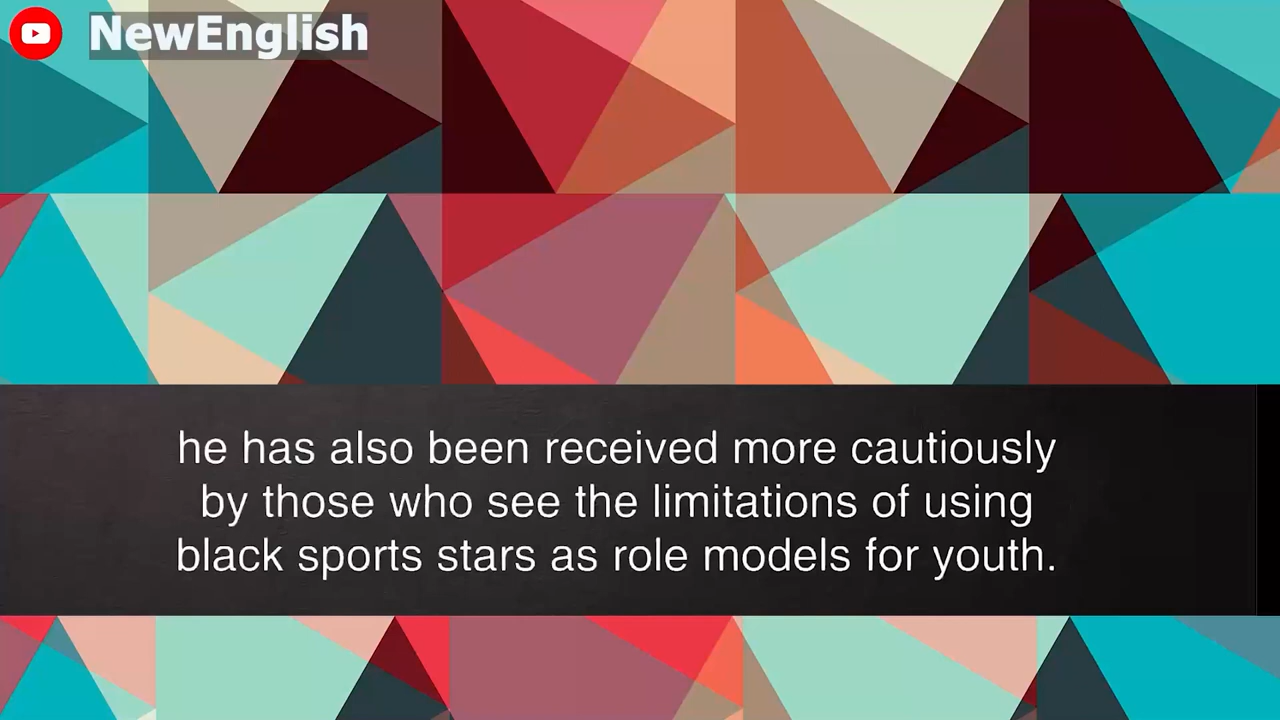 NewEnglish
he has also been received more cautiously
by those who see the limitations of using
black sports stars as role models for youth.